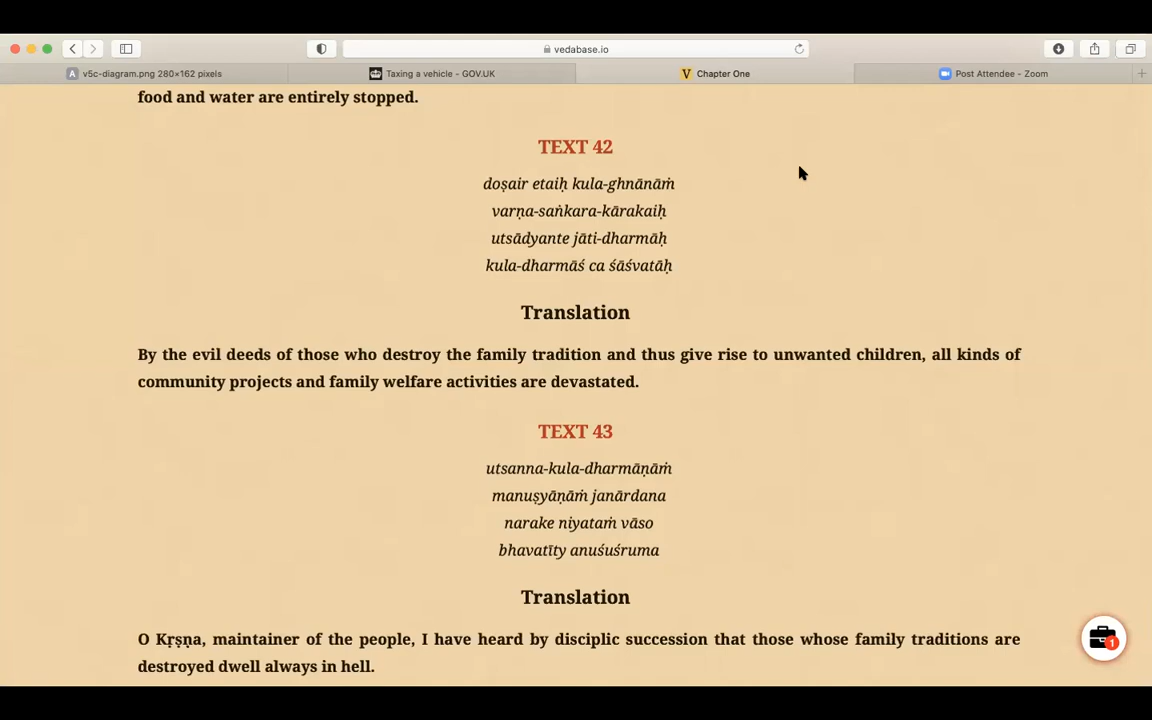 vedabase.io
v5c-diagram.png 280×162 pixels
Taxing a vehicle - GOV.UK
Chapter One
Post Attendee - Zoom
food and water are entirely stopped.
TEXT 42
doṣair etaiḥ kula-ghnānāṁ
varṇa-saṅkara-kārakaiḥ
utsādyante jāti-dharmāḥ
kula-dharmāś ca śāśvatāḥ
Translation
By the evil deeds of those who destroy the family tradition and thus give rise to unwanted children, all kinds of
community projects and family welfare activities are devastated.
TEXT 43
utsanna-kula-dharmāṇāṁ
manuṣyāṇāṁ janārdana
narake niyataṁ vāso
bhavatīty anuśuśruma
Translation
O Kṛṣṇa, maintainer of the people, I have heard by disciplic succession that those whose family traditions are
destroyed dwell always in hell.
1